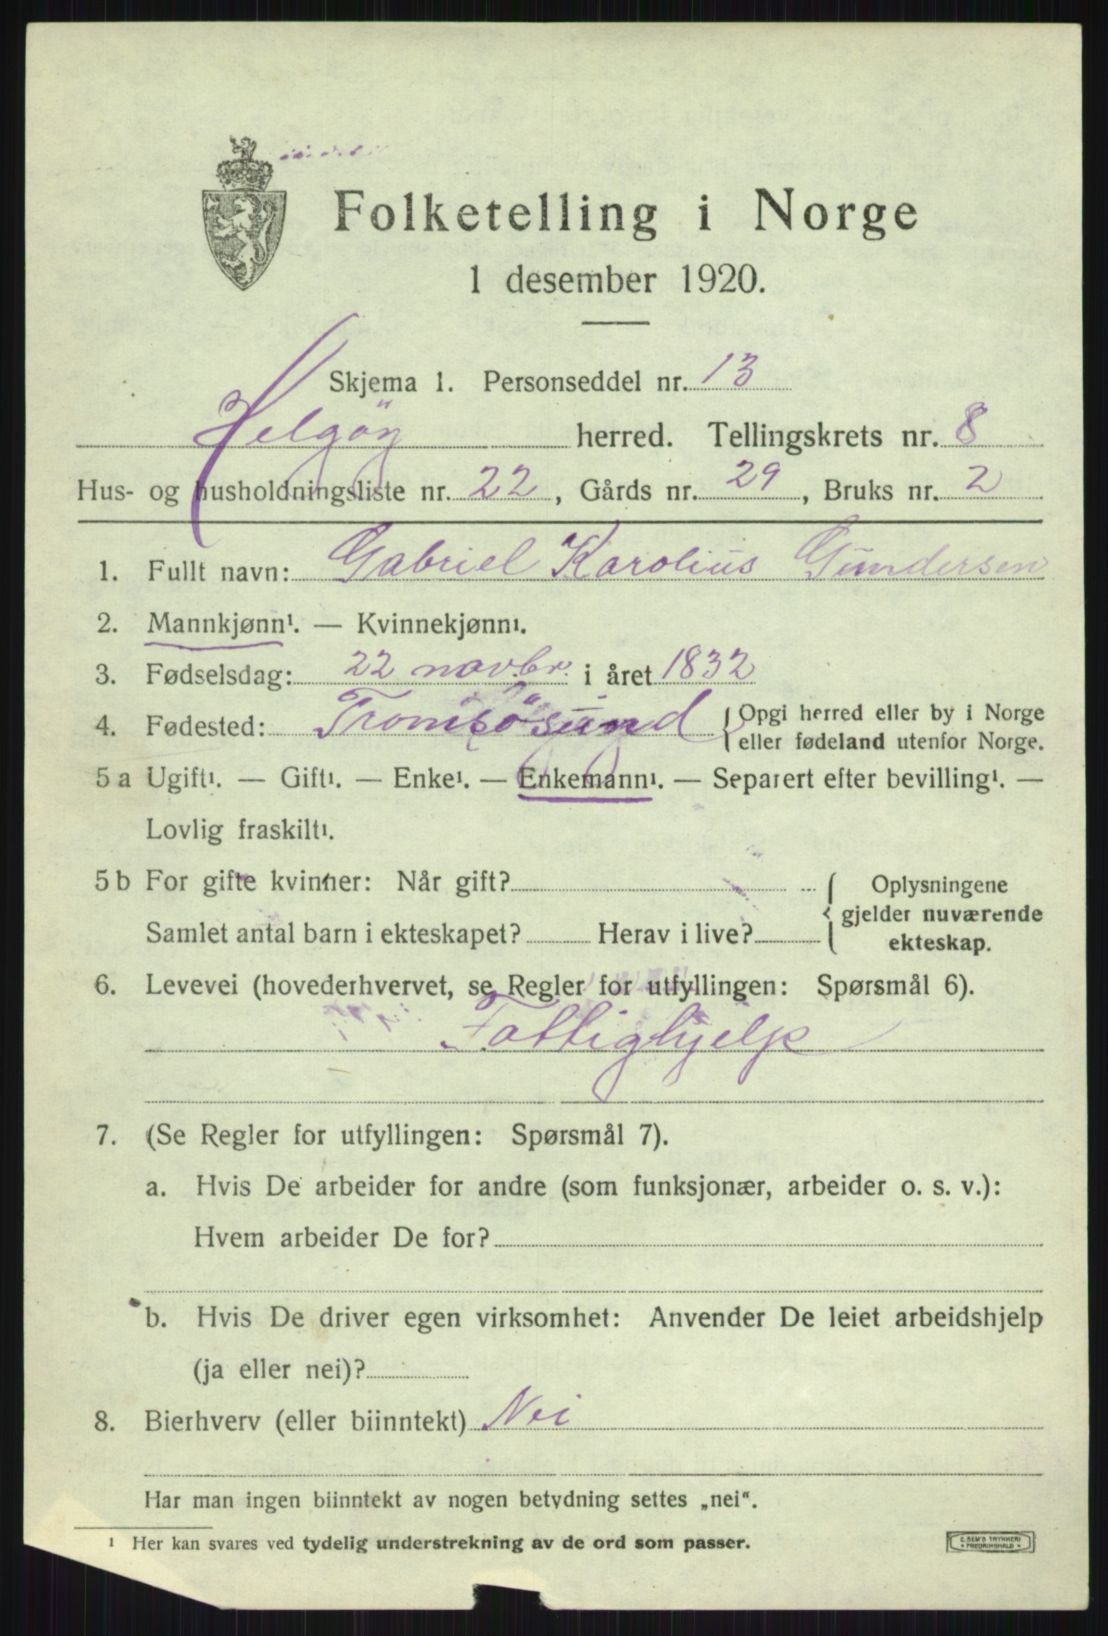 Folketelling i Norge
1 desember 1920.
Skjema 1. Personseddel nr. 13
Helgøy herred. Tellingskrets nr. 8
Hus- og husholdningsliste nr. 22, Gårds nr. 29, Bruks nr. 2
1. Fullt navn: Gabriel Karolius Gundersen
2. Mannkjønn¹. — Kvinnekjønn¹.
3. Fødselsdag: 22 novbr. i året 1832
4. Fødested: Tromsøsund { Opgi herred eller by i Norge
eller fødeland utenfor Norge.
5 a Ugift¹. — Gift¹. — Enke¹. — Enkemann¹. — Separert efter bevilling¹. —
Lovlig fraskilt¹.
5 b For gifte kvinner: Når gift? { Oplysningene
gjelder nuværende
Samlet antal barn i ekteskapet? Herav i live? ekteskap.
6. Levevei (hovederhvervet, se Regler for utfyllingen: Spørsmål 6).
Fattighjelp
7. (Se Regler for utfyllingen: Spørsmål 7).
a. Hvis De arbeider for andre (som funksjonær, arbeider o. s. v.):
Hvem arbeider De for?
b. Hvis De driver egen virksomhet: Anvender De leiet arbeidshjelp
(ja eller nei)?
8. Bierhverv (eller biinntekt) Nei
Har man ingen biinntekt av nogen betydning settes „nei".
¹ Her kan svares ved tydelig understrekning av de ord som passer.
E. SEM'S TRYKKERI
FREDRIKSHALD